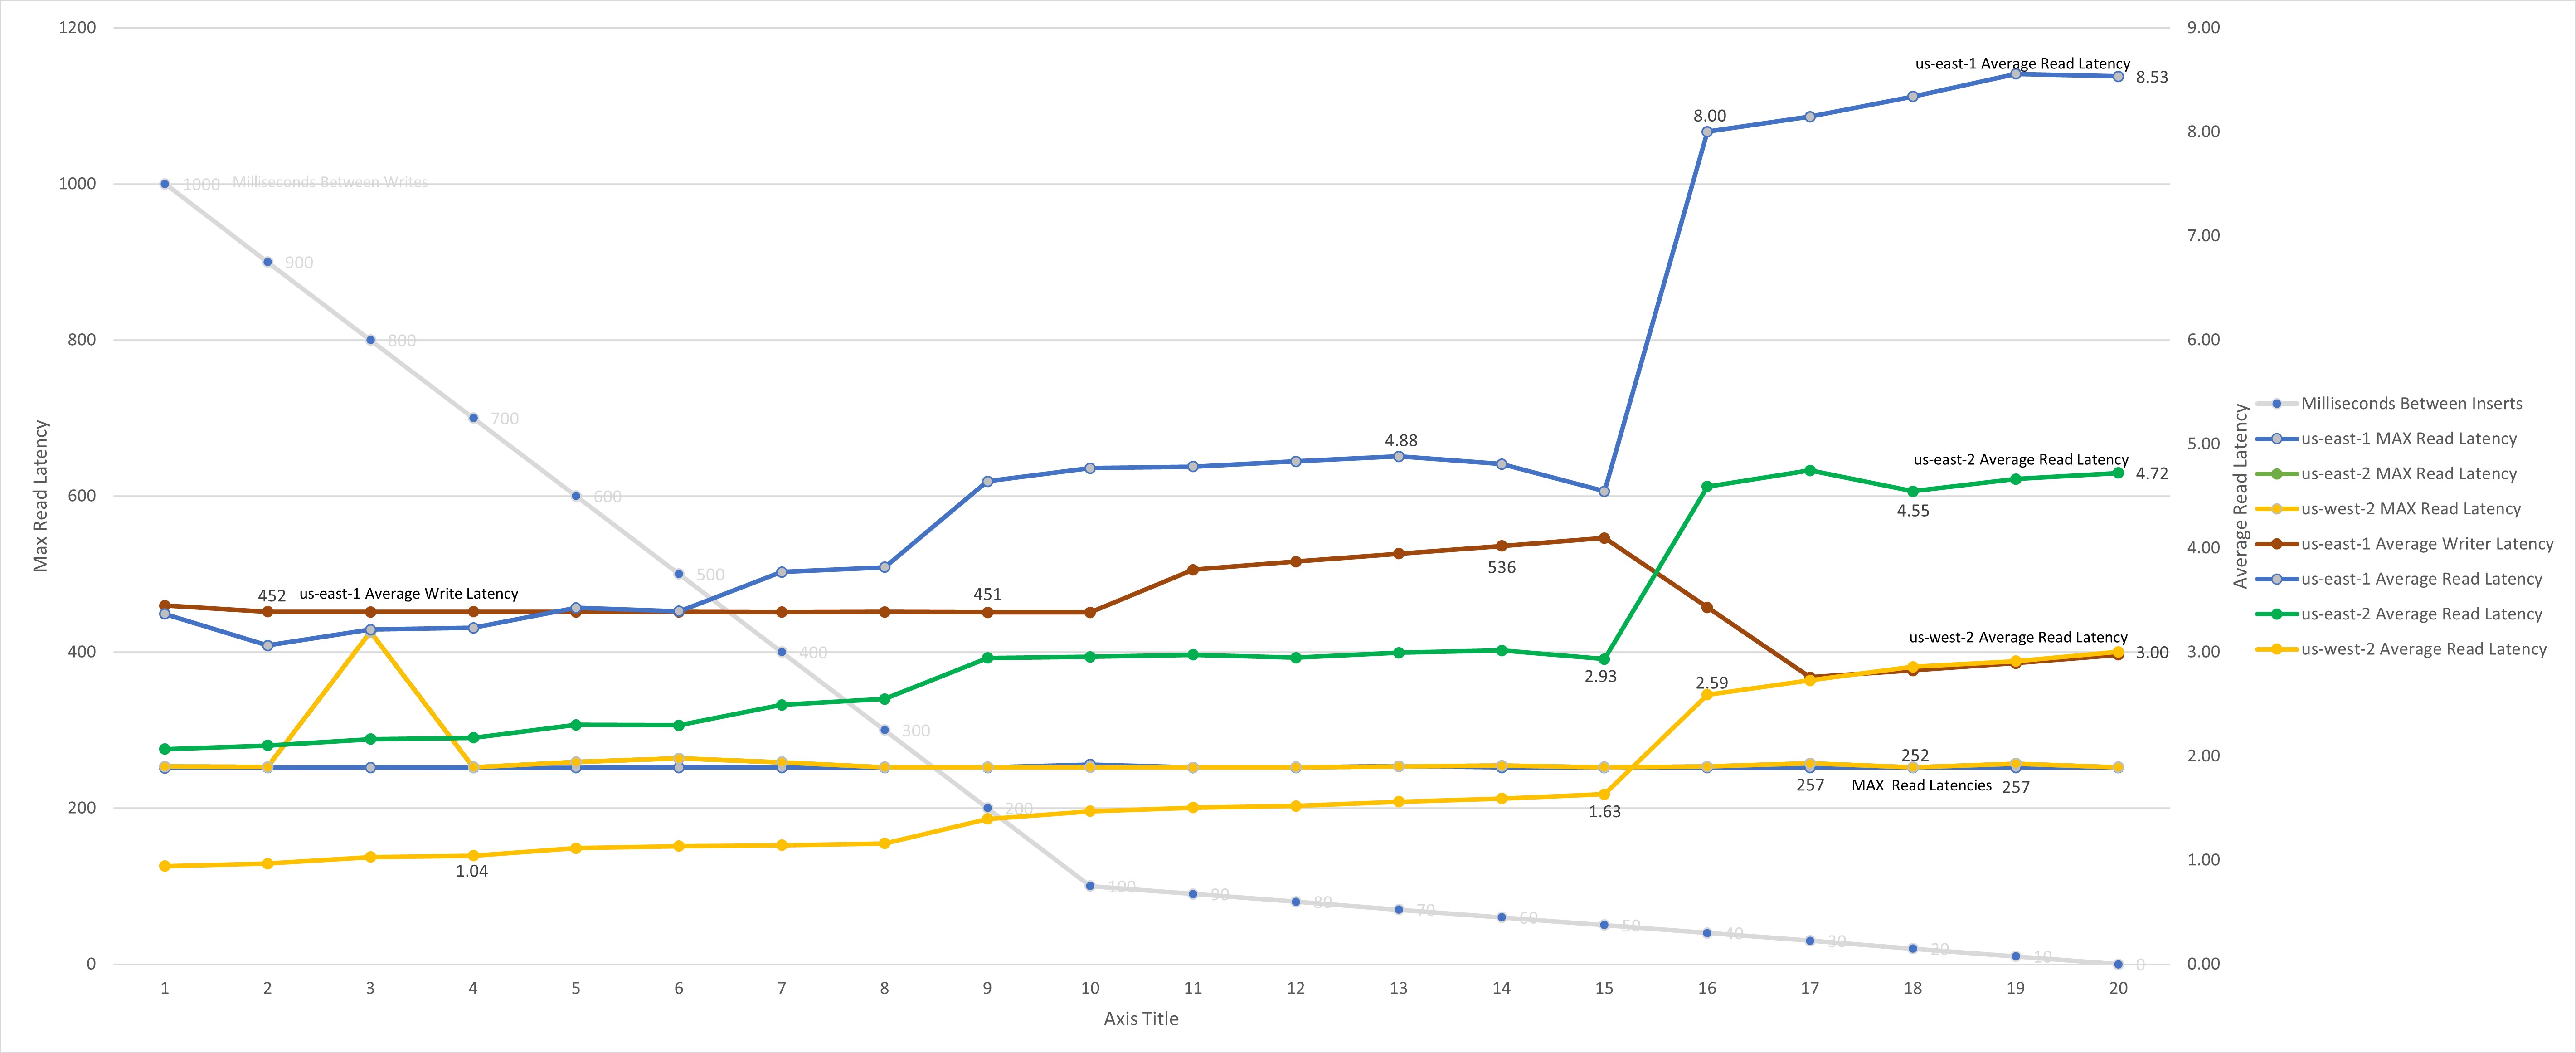 1200
1000
800
600
400
200
0
Max Read Latency
9.00
8.00
7.00
6.00
5.00
4.00
3.00
2.00
1.00
0.00
Average Read Latency
1 2 3 4 5 6 7 8 9 10 11 12 13 14 15 16 17 18 19 20
Axis Title
1000 Milliseconds Between Writes
900
800
700
600
500
400
300
200
100
90
80
70
60
50
40
30
20
10
0
us-east-1 Average Read Latency
8.00
8.53
4.88
us-east-2 Average Read Latency
4.72
4.55
2.93
452
us-east-1 Average Write Latency
451
536
us-west-2 Average Read Latency
3.00
2.59
1.63
1.04
252
257
MAX Read Latencies
257
Milliseconds Between Inserts
us-east-1 MAX Read Latency
us-east-2 MAX Read Latency
us-west-2 MAX Read Latency
us-east-1 Average Writer Latency
us-east-1 Average Read Latency
us-east-2 Average Read Latency
us-west-2 Average Read Latency